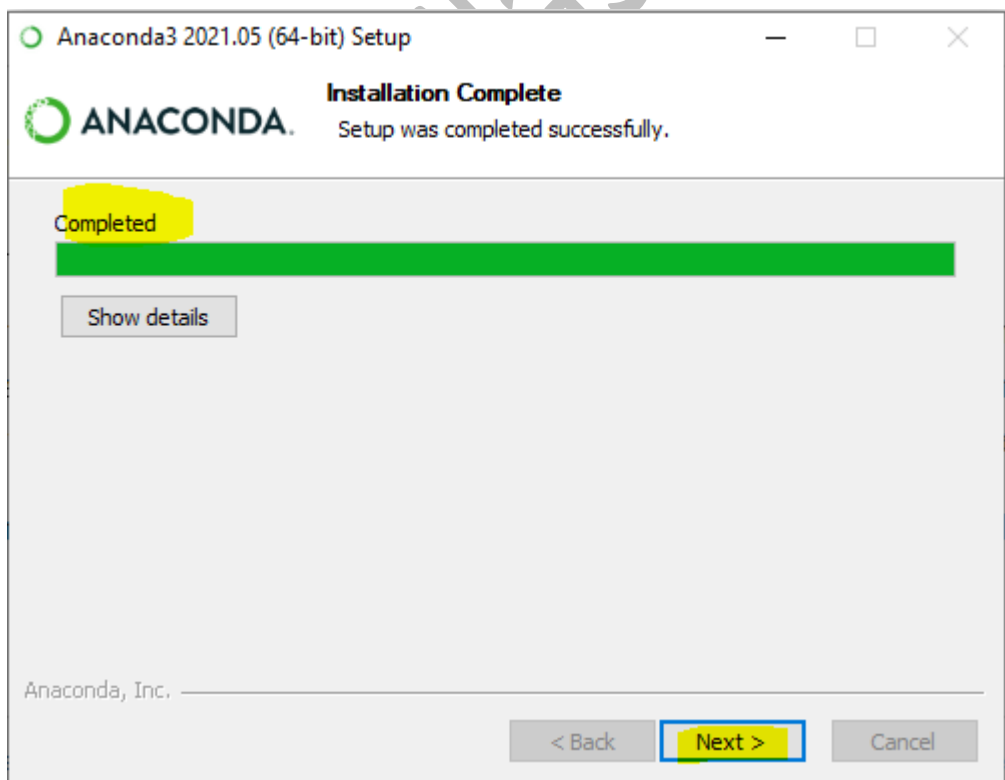 Anaconda3 2021.05 (64-bit) Setup
ANACONDA.
Installation Complete
Setup was completed successfully.
Completed
Show details
Anaconda, Inc.
< Back
Next >
Cancel